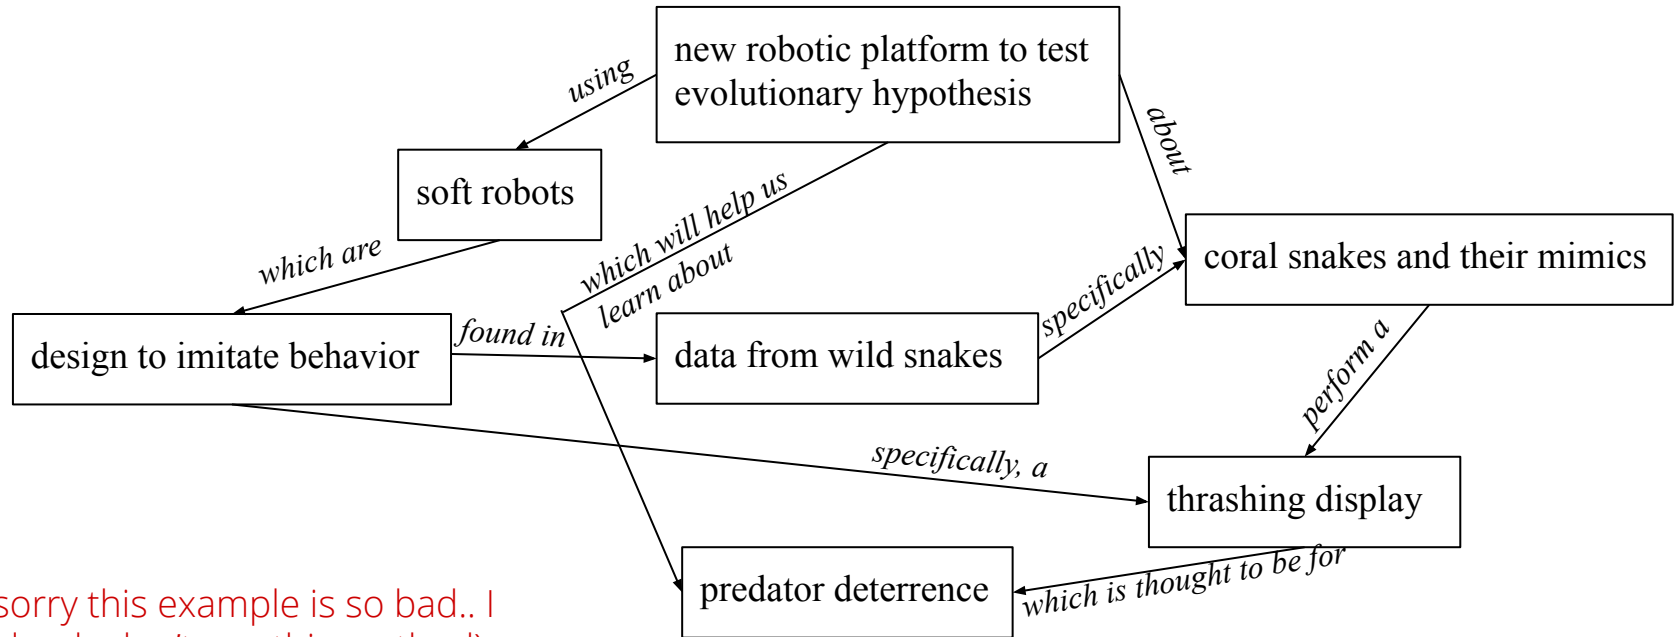 new robotic platform to test
evolutionary hypothesis
using
about
soft robots
which will help us
learn about
which are
coral snakes and their mimics
design to imitate behavior
found in
data from wild snakes
specifically
perform a
specifically, a
thrashing display
predator deterrence
which is thought to be for
sorry this example is so bad.. I